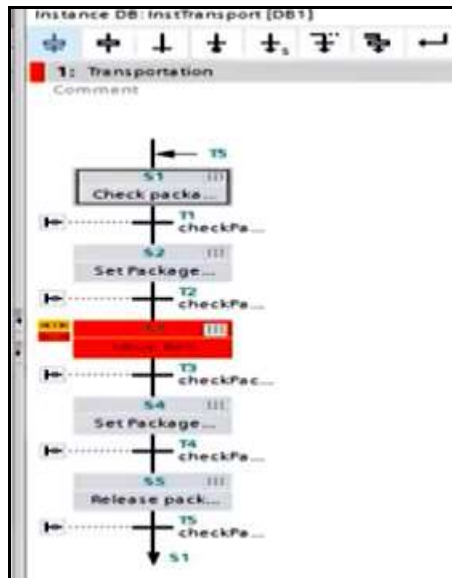 Instance DB: InstTransport [DB1]
1: Transportation
Comment
T5
S1
Check packa...
T1
checkPa...
S2
Set Package...
T2
checkPa...
T3
checkPac...
S4
Set Package...
T4
checkPa...
S5
Release pack...
T5
checkPa...
S1